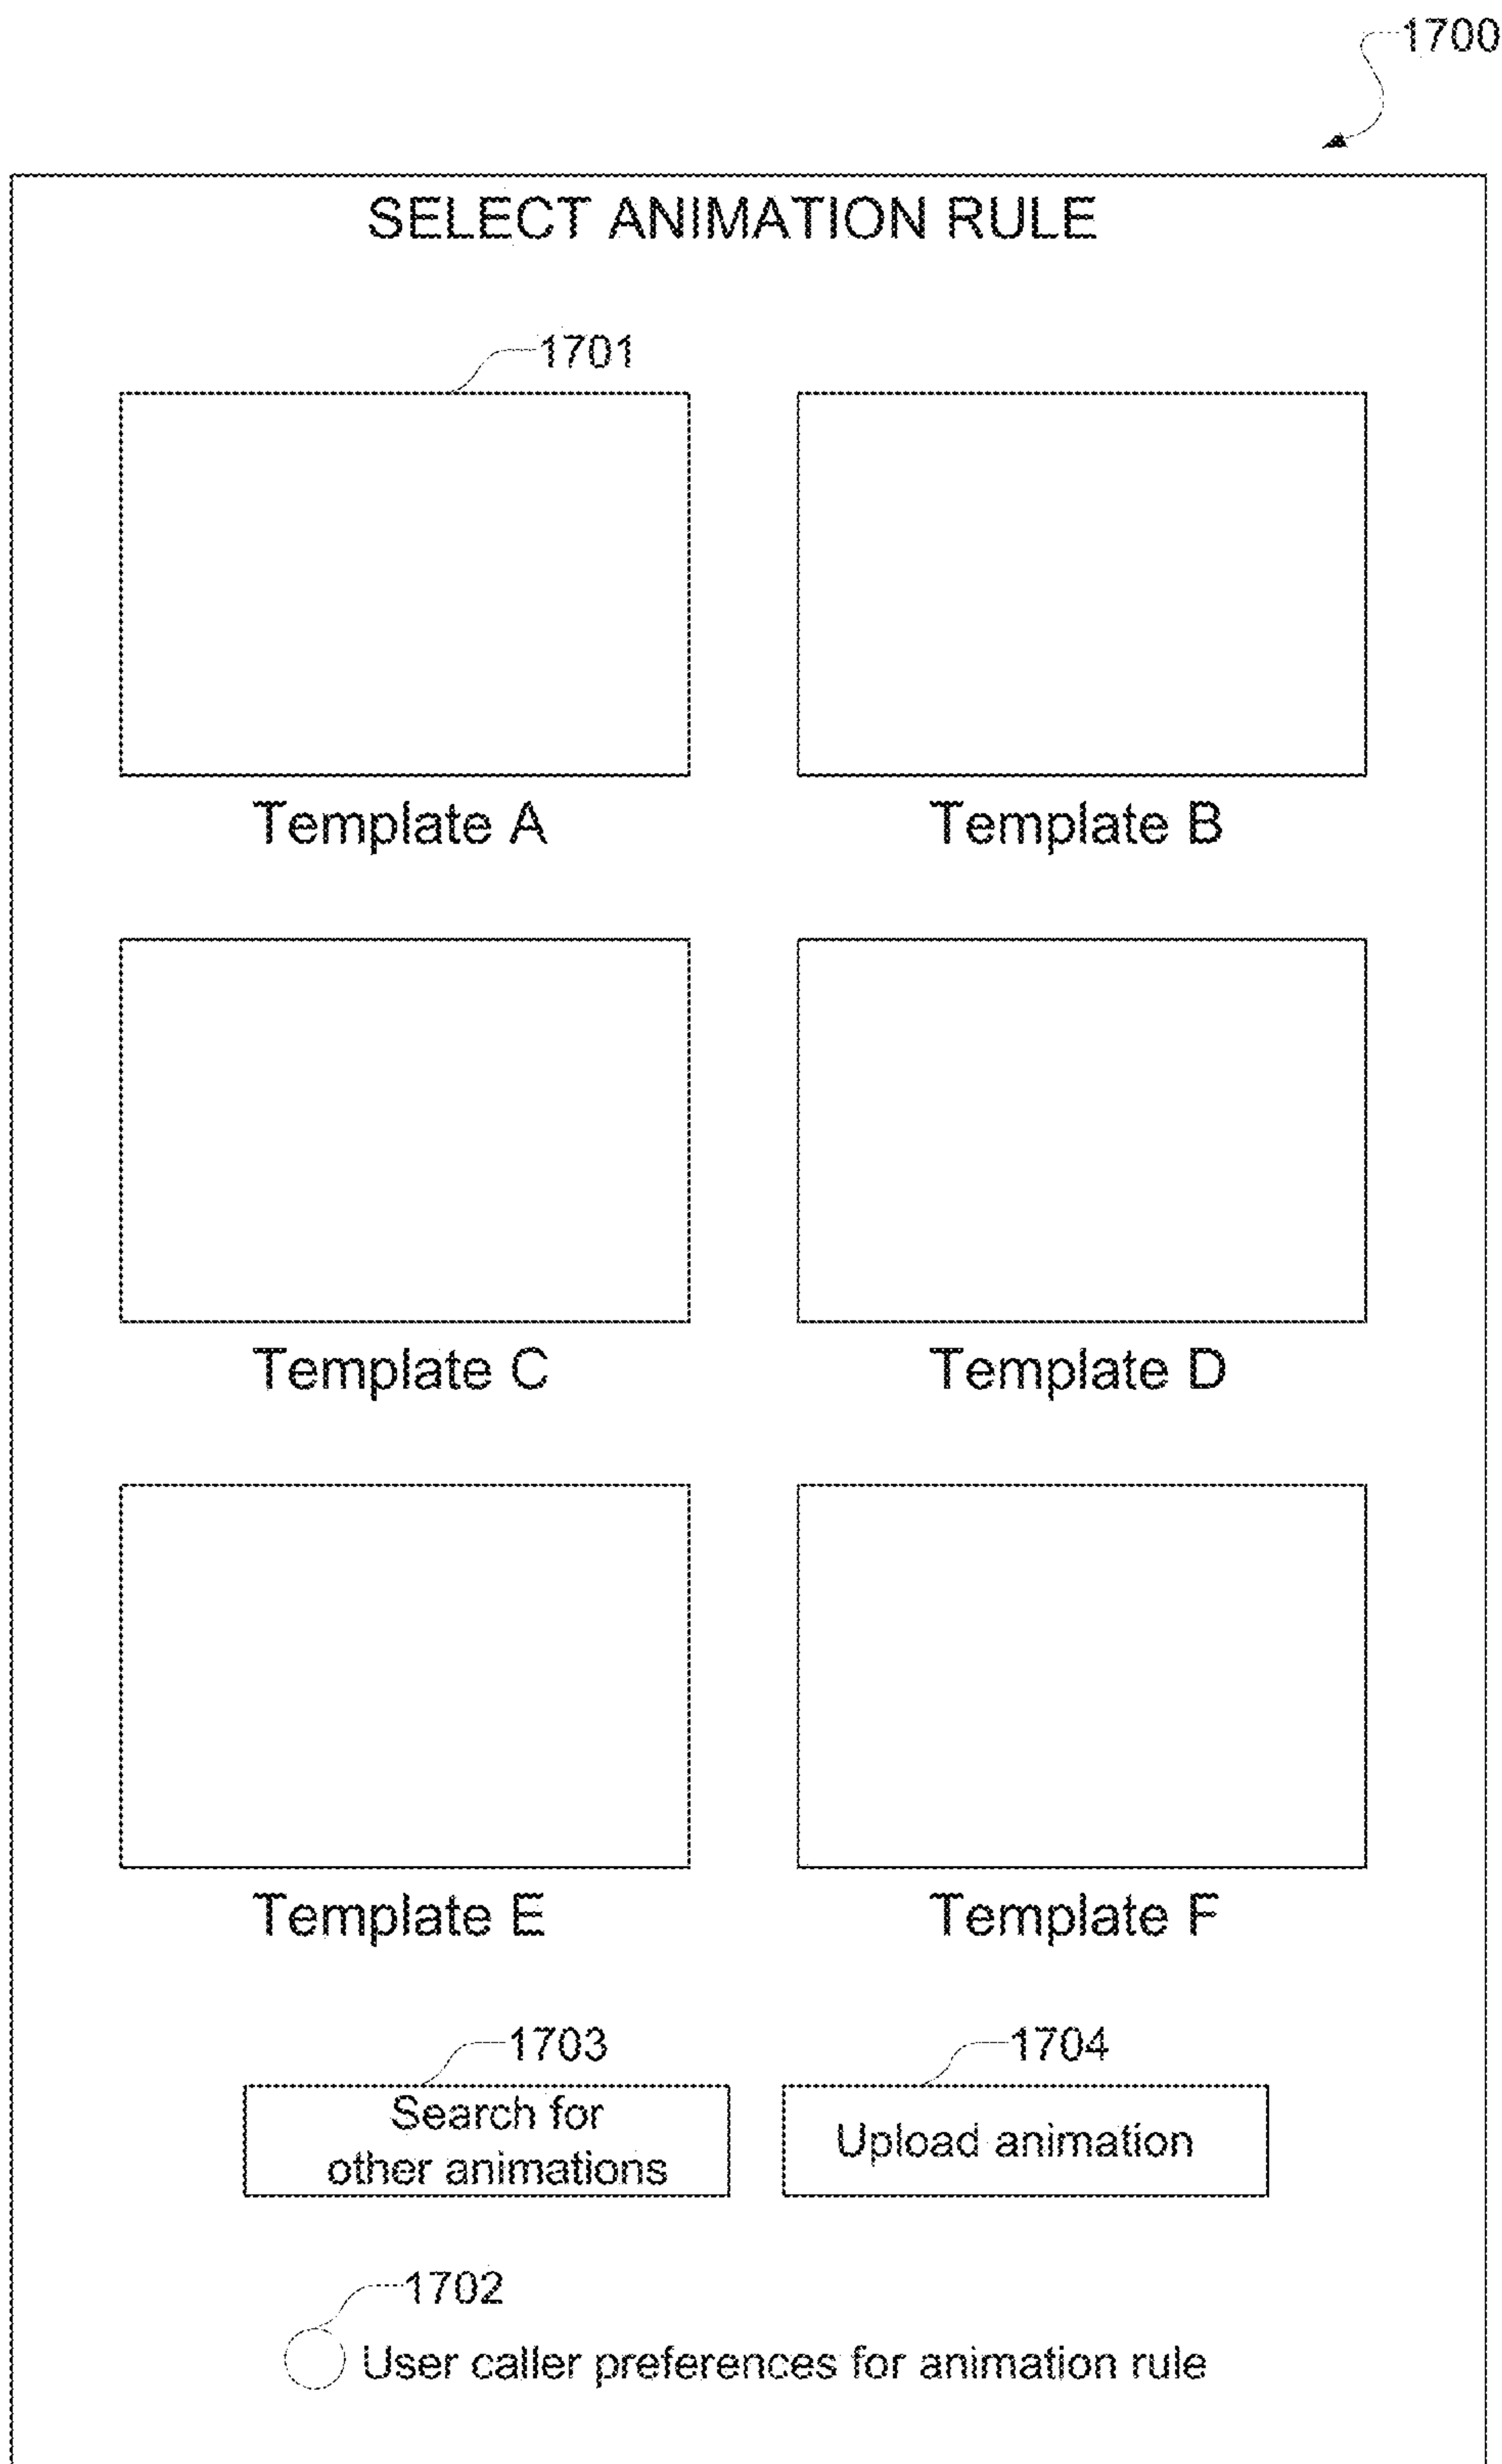 1700
SELECT ANIMATION RULE
1701
Template A
Template B
Template C
Template D
Template E
Template F
1703
1704
Search for
other animations
Upload animation
1702
User caller preferences for animation rule